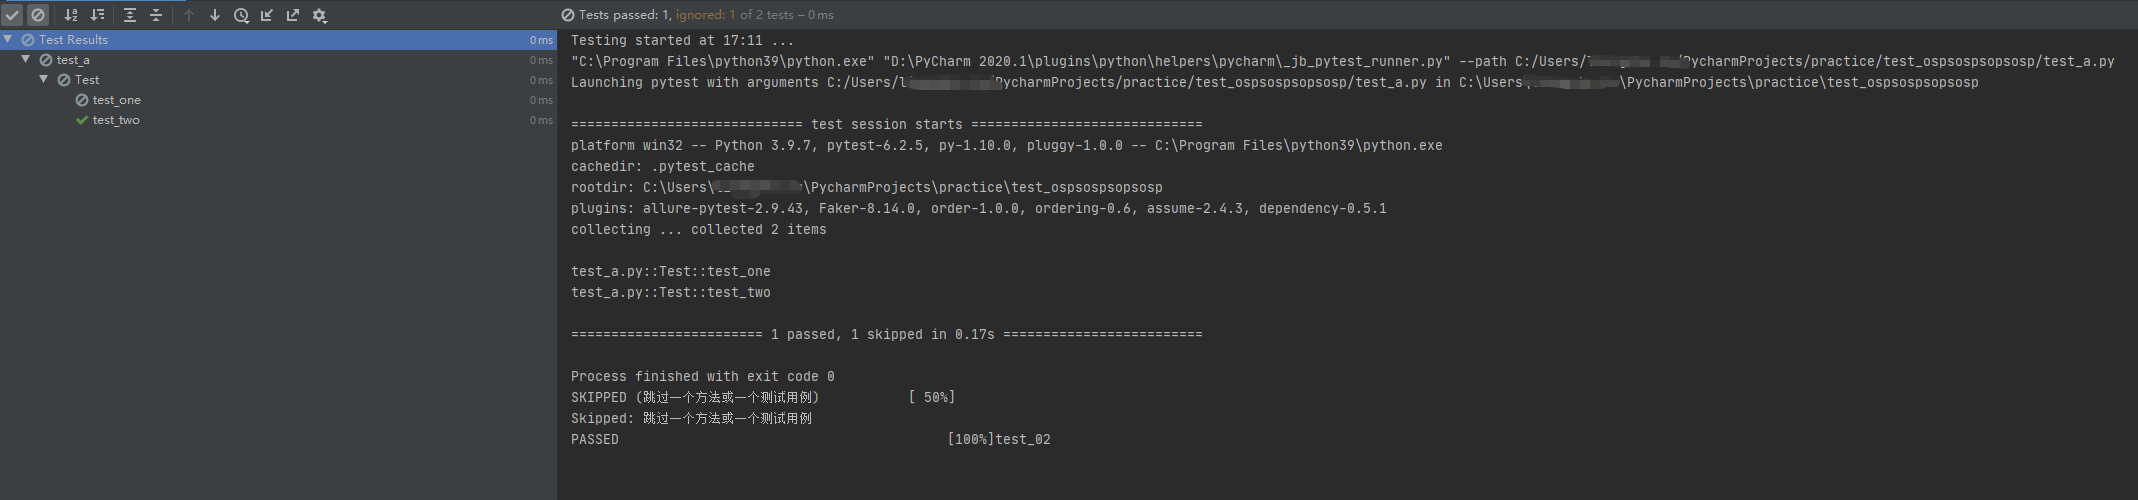 Tests passed: 1, ignored: 1 of 2 tests – 0 ms
Test Results 0 ms
test_a 0 ms
Test 0 ms
test_one 0 ms
test_two 0 ms
Testing started at 17:11 ...
"C:\Program Files\python39\python.exe" "D:\PyCharm 2020.1\plugins\python\helpers\pycharm\_jb_pytest_runner.py" --path C:/Users/ /PycharmProjects/practice/test_ospsospsopsosp/test_a.py
Launching pytest with arguments C:/Users/ PycharmProjects/practice/test_ospsospsopsosp/test_a.py in C:\Users\ \PycharmProjects\practice\test_ospsospsopsosp
============================= test session starts =============================
platform win32 -- Python 3.9.7, pytest-6.2.5, py-1.10.0, pluggy-1.0.0 -- C:\Program Files\python39\python.exe
cachedir: .pytest_cache
rootdir: C:\Users\ \PycharmProjects\practice\test_ospsospsopsosp
plugins: allure-pytest-2.9.43, Faker-8.14.0, order-1.0.0, ordering-0.6, assume-2.4.3, dependency-0.5.1
collecting ... collected 2 items
test_a.py::Test::test_one
test_a.py::Test::test_two
======================== 1 passed, 1 skipped in 0.17s =========================
Process finished with exit code 0
SKIPPED (跳过一个方法或一个测试用例) [ 50%]
Skipped: 跳过一个方法或一个测试用例
PASSED [100%]test_02